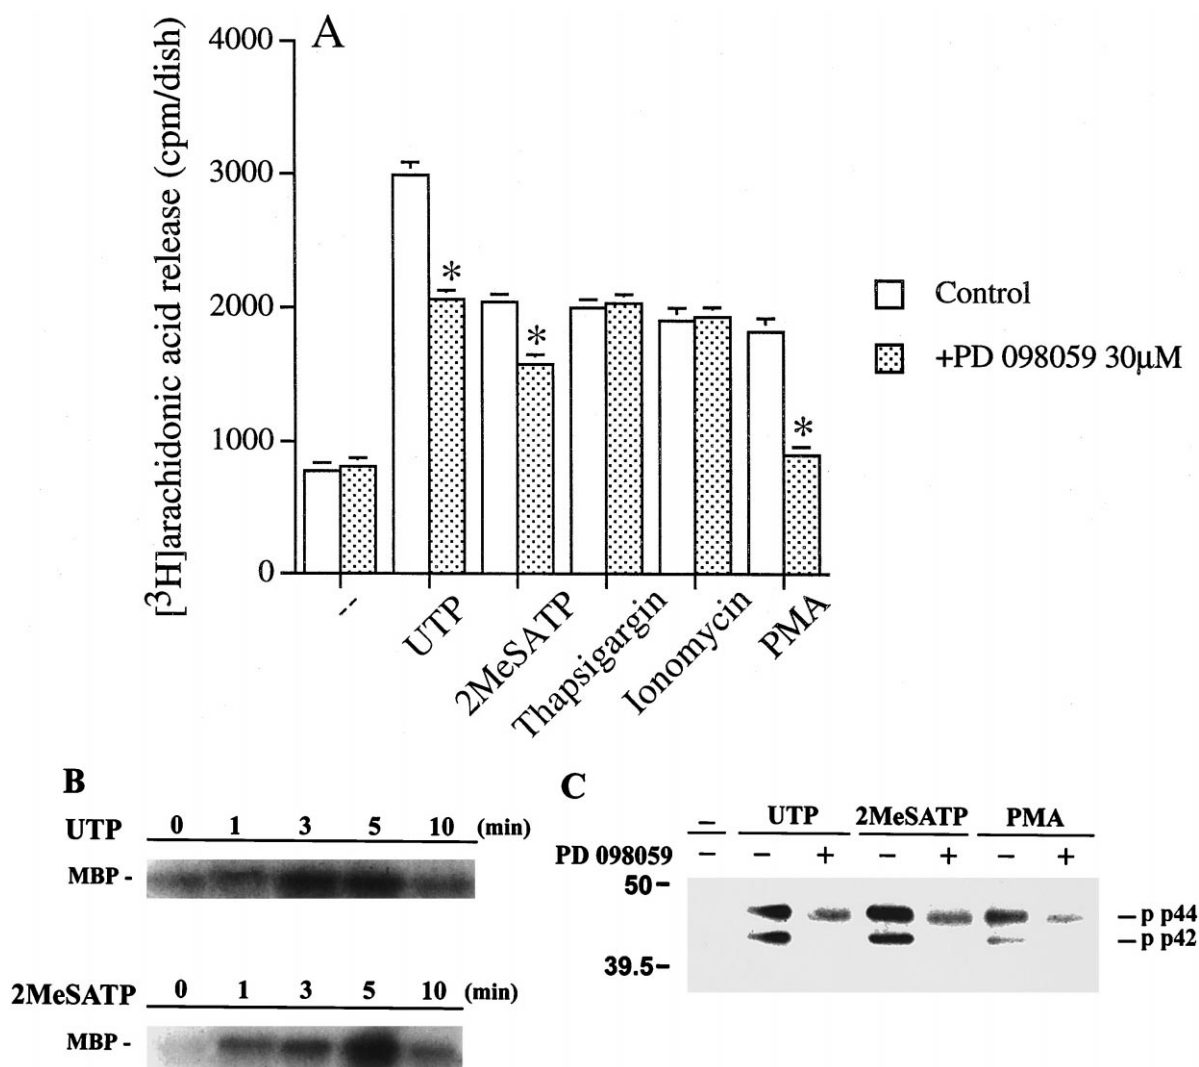 A
[³H]arachidonic acid release (cpm/dish)
4000
3000
2000
1000
0
*
*
*
--
UTP
2MeSATP
Thapsigargin
Ionomycin
PMA
Control
+PD 098059 30µM
B
UTP 0 1 3 5 10 (min)
MBP -
2MeSATP 0 1 3 5 10 (min)
MBP -
C
– UTP 2MeSATP PMA
PD 098059 – – + – + – +
50 –
39.5 –
– p p44
– p p42